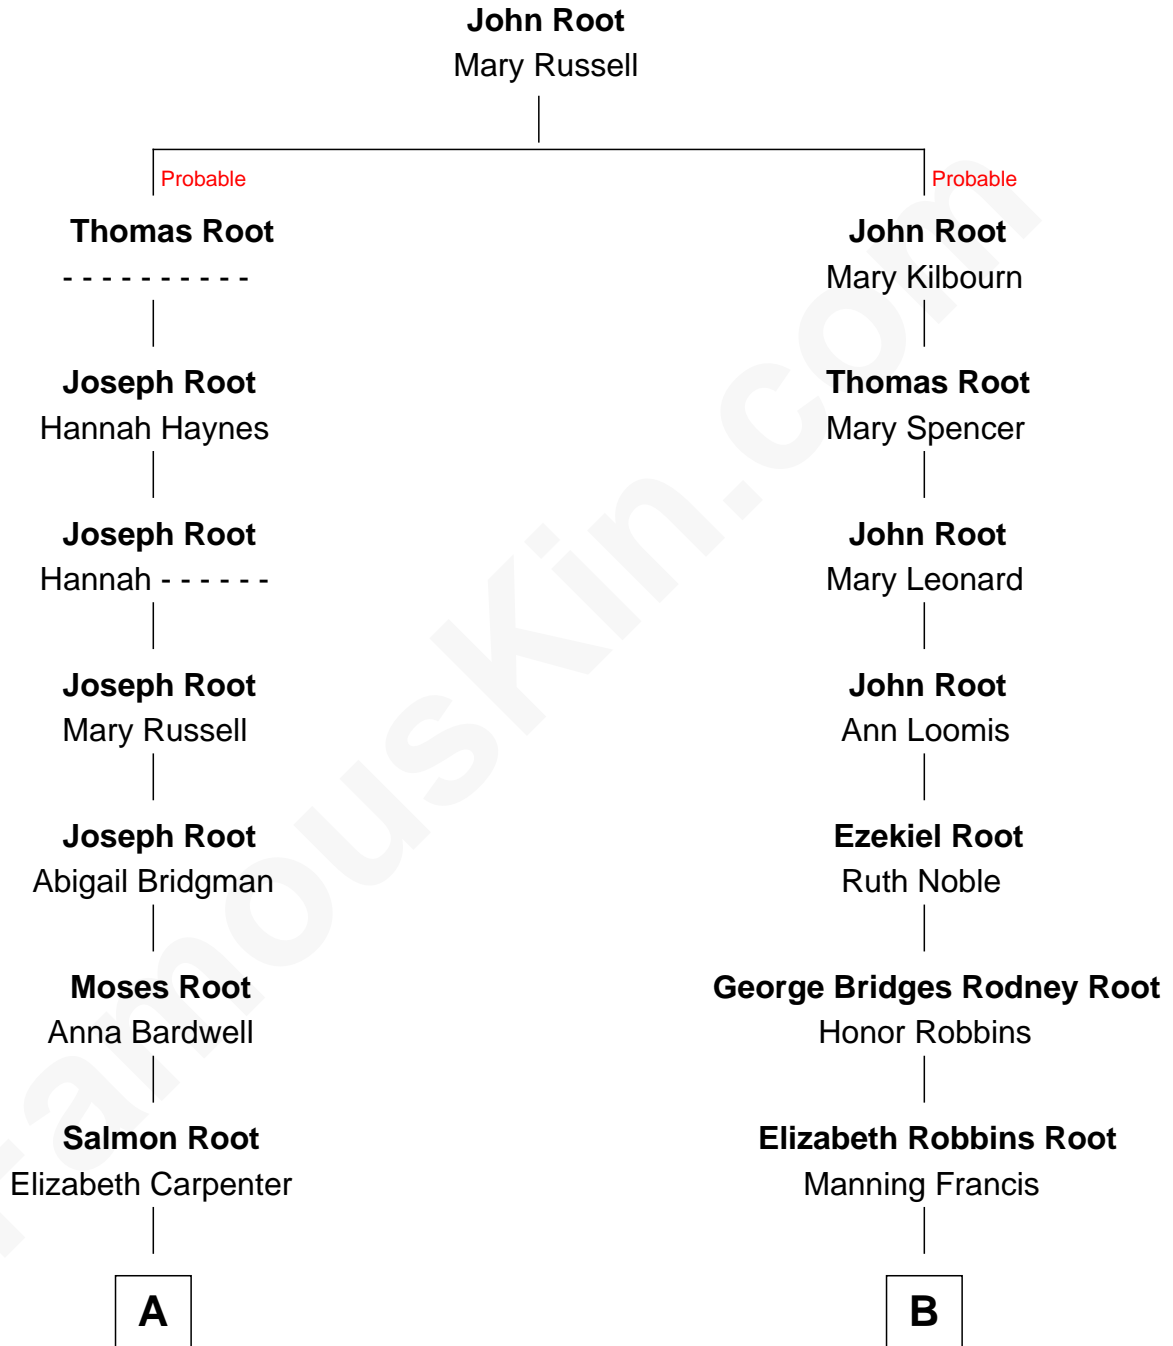 John Root
Mary Russell
Probable
Probable
Thomas Root
- - - - - - - - - -
John Root
Mary Kilbourn
Joseph Root
Hannah Haynes
Thomas Root
Mary Spencer
Joseph Root
Hannah - - - - - -
John Root
Mary Leonard
Joseph Root
Mary Russell
John Root
Ann Loomis
Joseph Root
Abigail Bridgman
Ezekiel Root
Ruth Noble
Moses Root
Anna Bardwell
George Bridges Rodney Root
Honor Robbins
Salmon Root
Elizabeth Carpenter
Elizabeth Robbins Root
Manning Francis
A
B
FamousKin.com